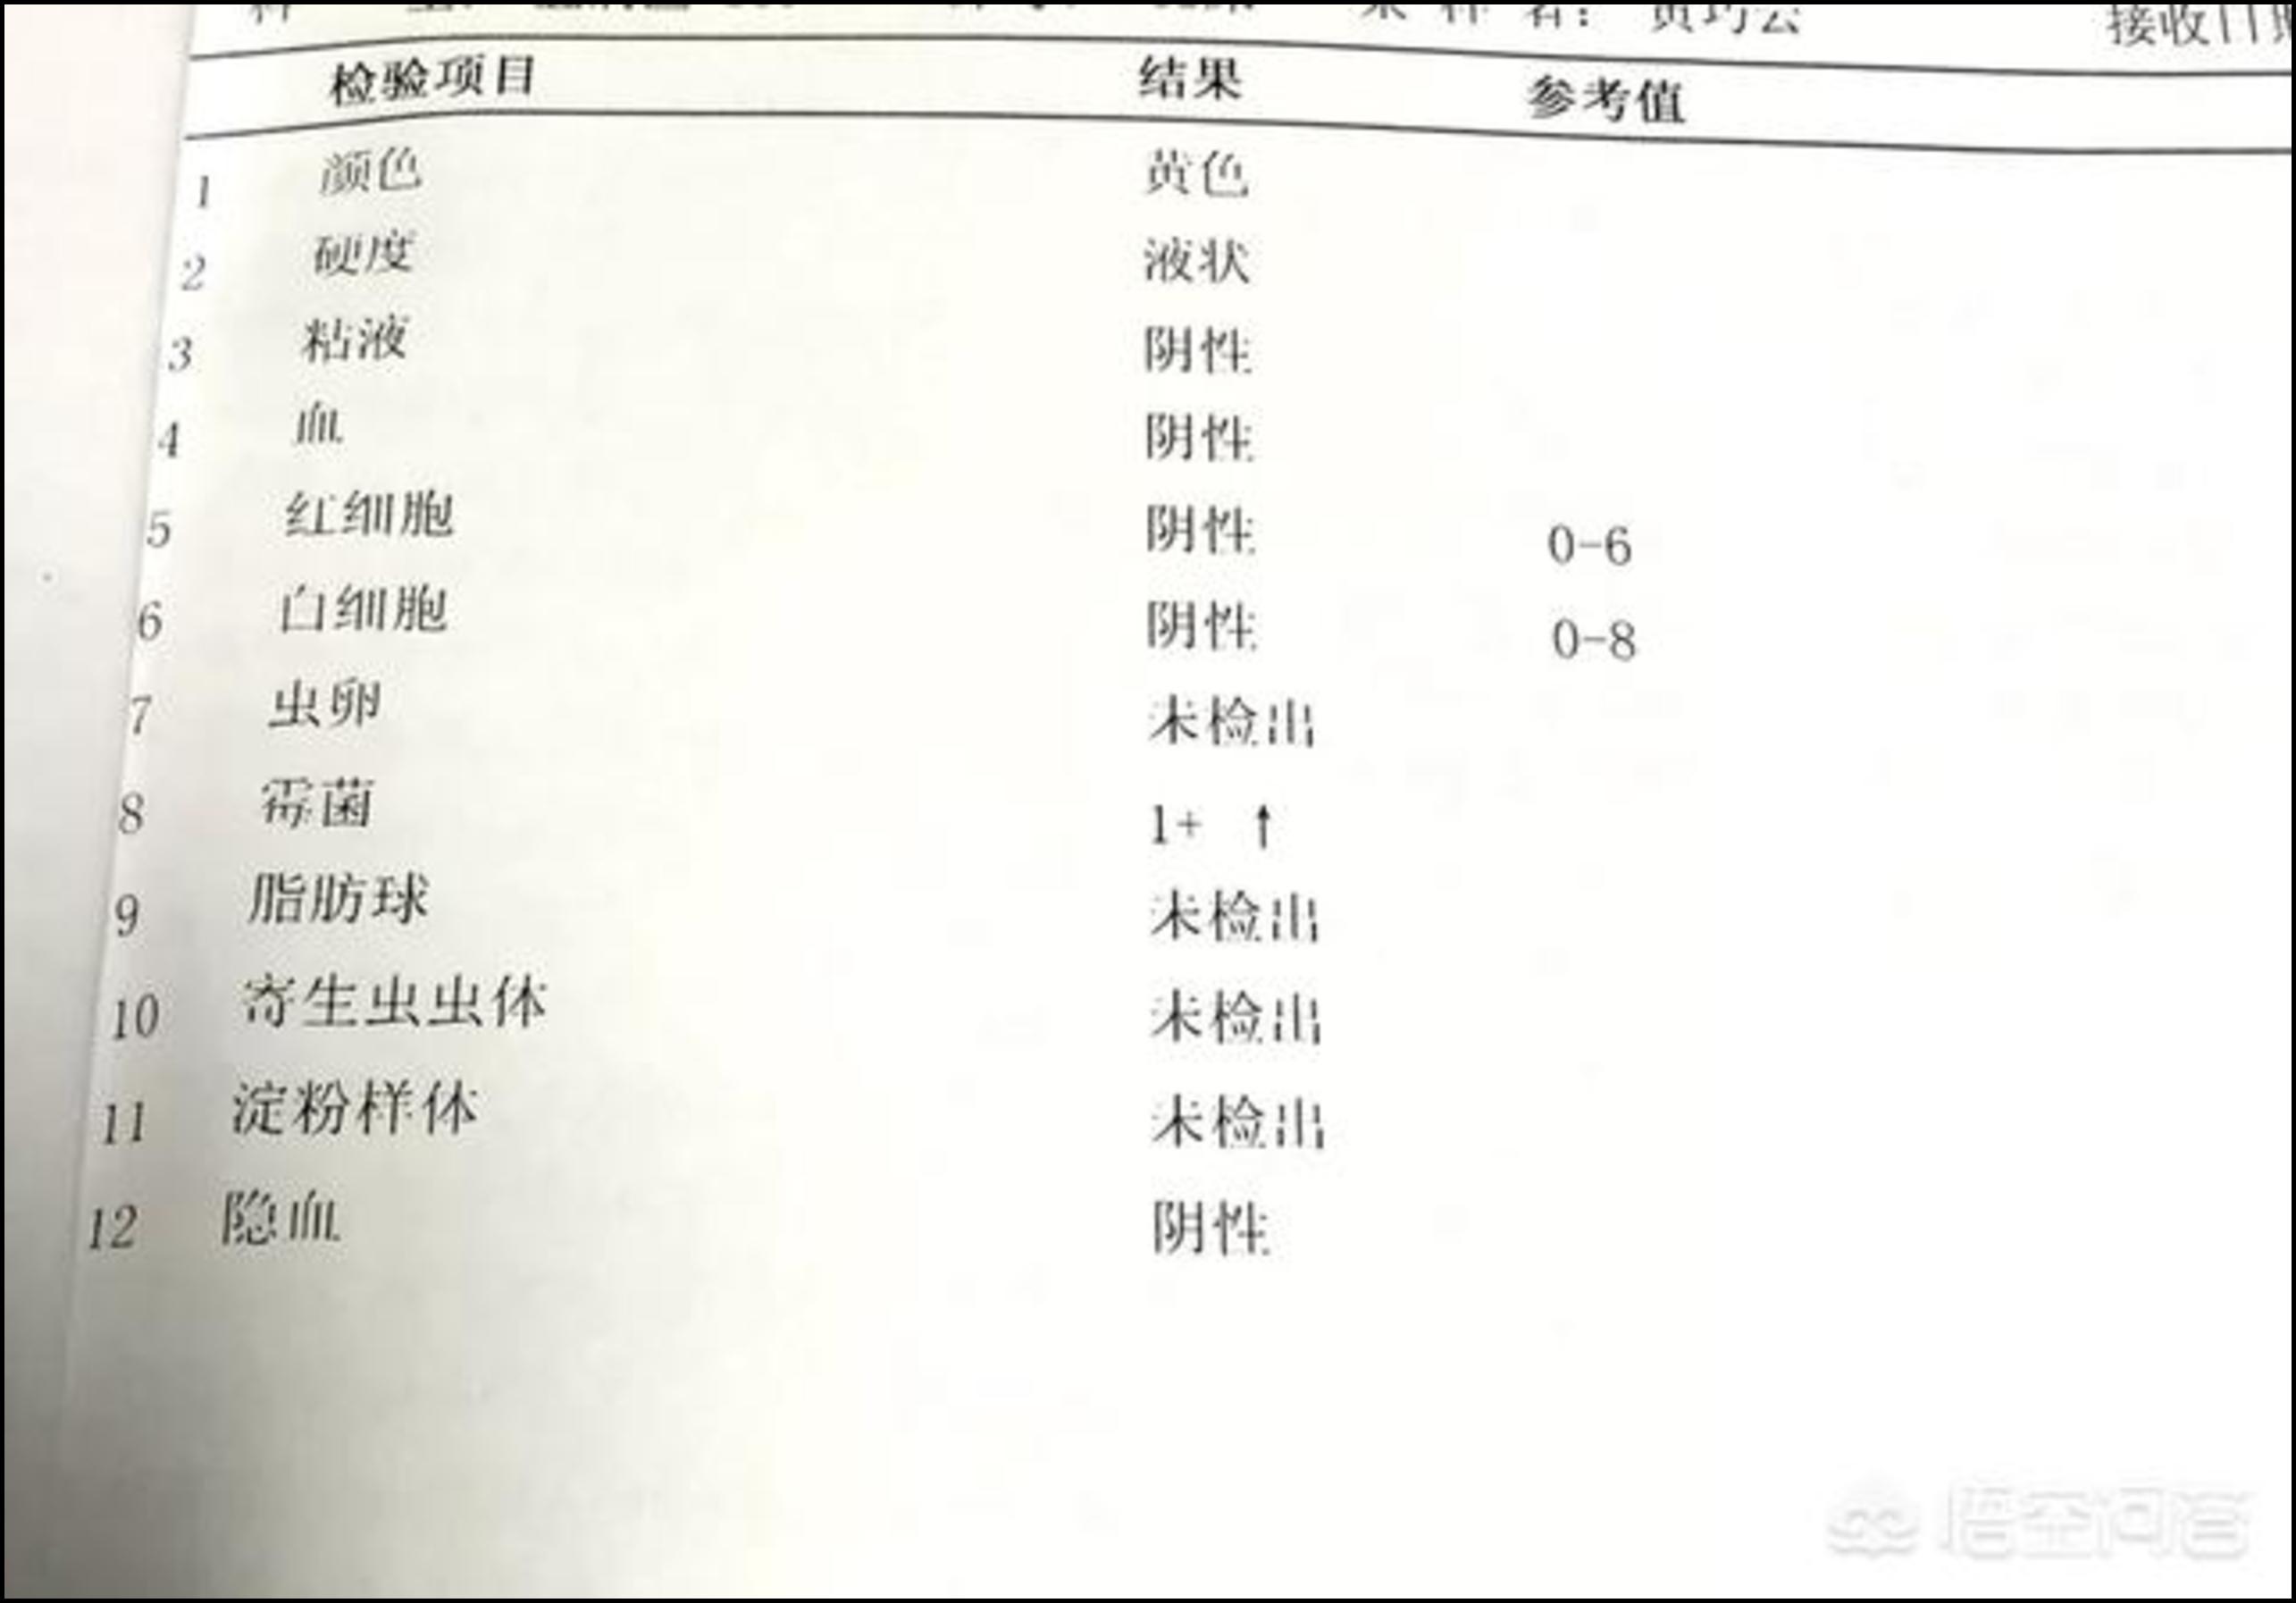 采 样 者: 黄巧云 接收日期
检验项目 结果 参考值
1 颜色 黄色
2 硬度 液状
3 粘液 阴性
4 血 阴性
5 红细胞 阴性 0-6
6 白细胞 阴性 0-8
7 虫卵 未检出
8 霉菌 1+ ↑
9 脂肪球 未检出
10 寄生虫虫体 未检出
11 淀粉样体 未检出
12 隐血 阴性
悟空问答